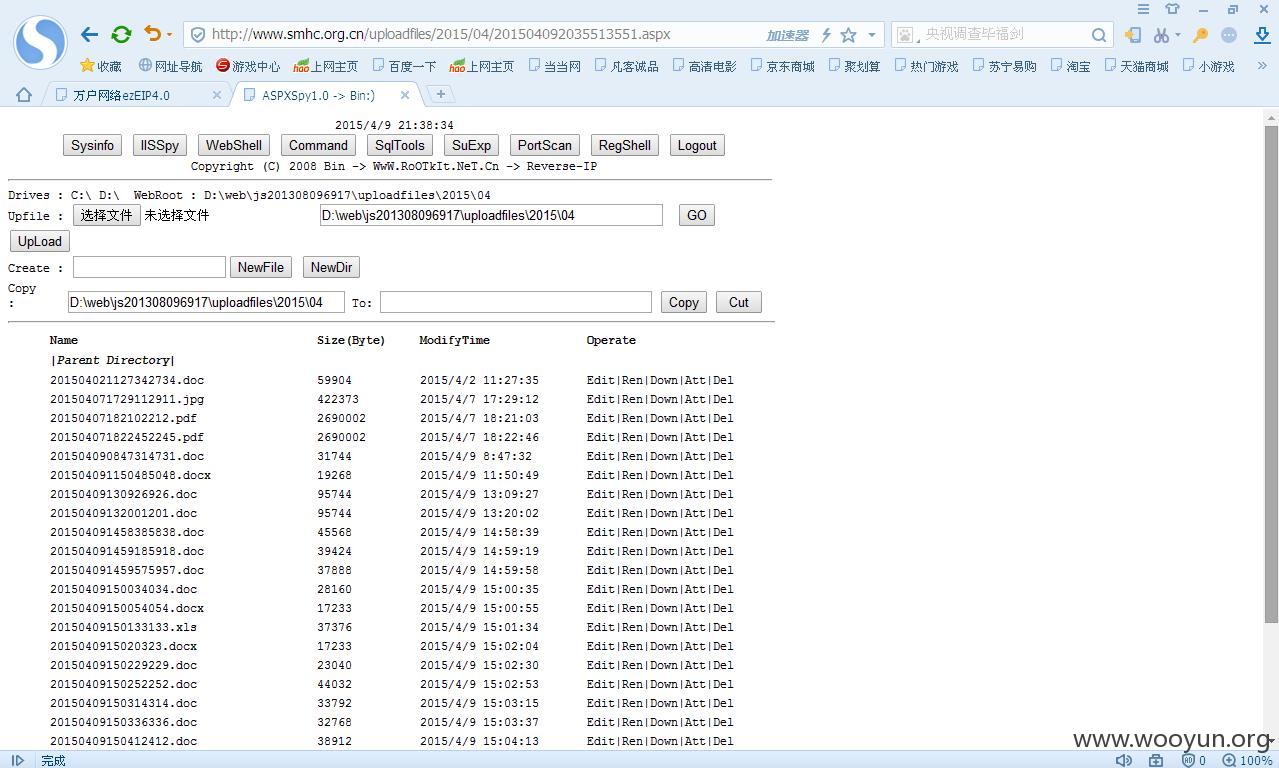 http://www.smhc.org.cn/uploadfiles/2015/04/201504092035513551.aspx 加速器 央视调查毕福剑
收藏 网址导航 游戏中心 hao上网主页 百度一下 hao上网主页 当当网 凡客诚品 高清电影 京东商城 聚划算 热门游戏 苏宁易购 淘宝 天猫商城 小游戏 »
万户网络ezEIP4.0 × ASPXSpy1.0 -> Bin:) × +
2015/4/9 21:38:34
Sysinfo IISSpy WebShell Command SqlTools SuExp PortScan RegShell Logout
Copyright (C) 2008 Bin -> WwW.RoOTkIt.NeT.Cn -> Reverse-IP
Drives : C:\ D:\ WebRoot : D:\web\js201308096917\uploadfiles\2015\04
Upfile : 选择文件 未选择文件 D:\web\js201308096917\uploadfiles\2015\04 GO
UpLoad
Create : NewFile NewDir
Copy
: D:\web\js201308096917\uploadfiles\2015\04 To: Copy Cut
Name Size(Byte) ModifyTime Operate
|Parent Directory|
201504021127342734.doc 59904 2015/4/2 11:27:35 Edit|Ren|Down|Att|Del
201504071729112911.jpg 422373 2015/4/7 17:29:12 Edit|Ren|Down|Att|Del
20150407182102212.pdf 2690002 2015/4/7 18:21:03 Edit|Ren|Down|Att|Del
201504071822452245.pdf 2690002 2015/4/7 18:22:46 Edit|Ren|Down|Att|Del
201504090847314731.doc 31744 2015/4/9 8:47:32 Edit|Ren|Down|Att|Del
201504091150485048.docx 19268 2015/4/9 11:50:49 Edit|Ren|Down|Att|Del
20150409130926926.doc 95744 2015/4/9 13:09:27 Edit|Ren|Down|Att|Del
20150409132001201.doc 95744 2015/4/9 13:20:02 Edit|Ren|Down|Att|Del
201504091458385838.doc 45568 2015/4/9 14:58:39 Edit|Ren|Down|Att|Del
201504091459185918.doc 39424 2015/4/9 14:59:19 Edit|Ren|Down|Att|Del
201504091459575957.doc 37888 2015/4/9 14:59:58 Edit|Ren|Down|Att|Del
20150409150034034.doc 28160 2015/4/9 15:00:35 Edit|Ren|Down|Att|Del
20150409150054054.docx 17233 2015/4/9 15:00:55 Edit|Ren|Down|Att|Del
20150409150133133.xls 37376 2015/4/9 15:01:34 Edit|Ren|Down|Att|Del
2015040915020323.docx 17233 2015/4/9 15:02:04 Edit|Ren|Down|Att|Del
20150409150229229.doc 23040 2015/4/9 15:02:30 Edit|Ren|Down|Att|Del
20150409150252252.doc 44032 2015/4/9 15:02:53 Edit|Ren|Down|Att|Del
20150409150314314.doc 33792 2015/4/9 15:03:15 Edit|Ren|Down|Att|Del
20150409150336336.doc 32768 2015/4/9 15:03:37 Edit|Ren|Down|Att|Del
20150409150412412.doc 38912 2015/4/9 15:04:13 Edit|Ren|Down|Att|Del
www.wooyun.org
完成 0 100%